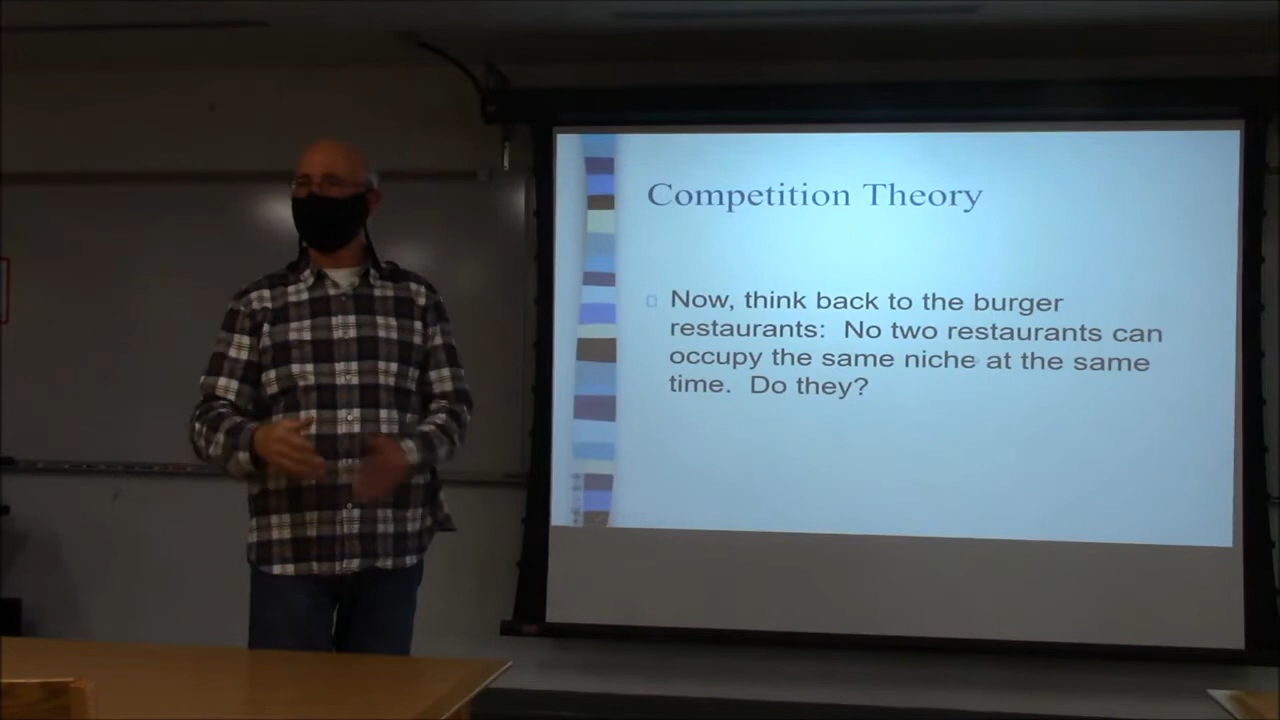 Competition Theory
Now, think back to the burger
restaurants:  No two restaurants can
occupy the same niche at the same
time.  Do they?